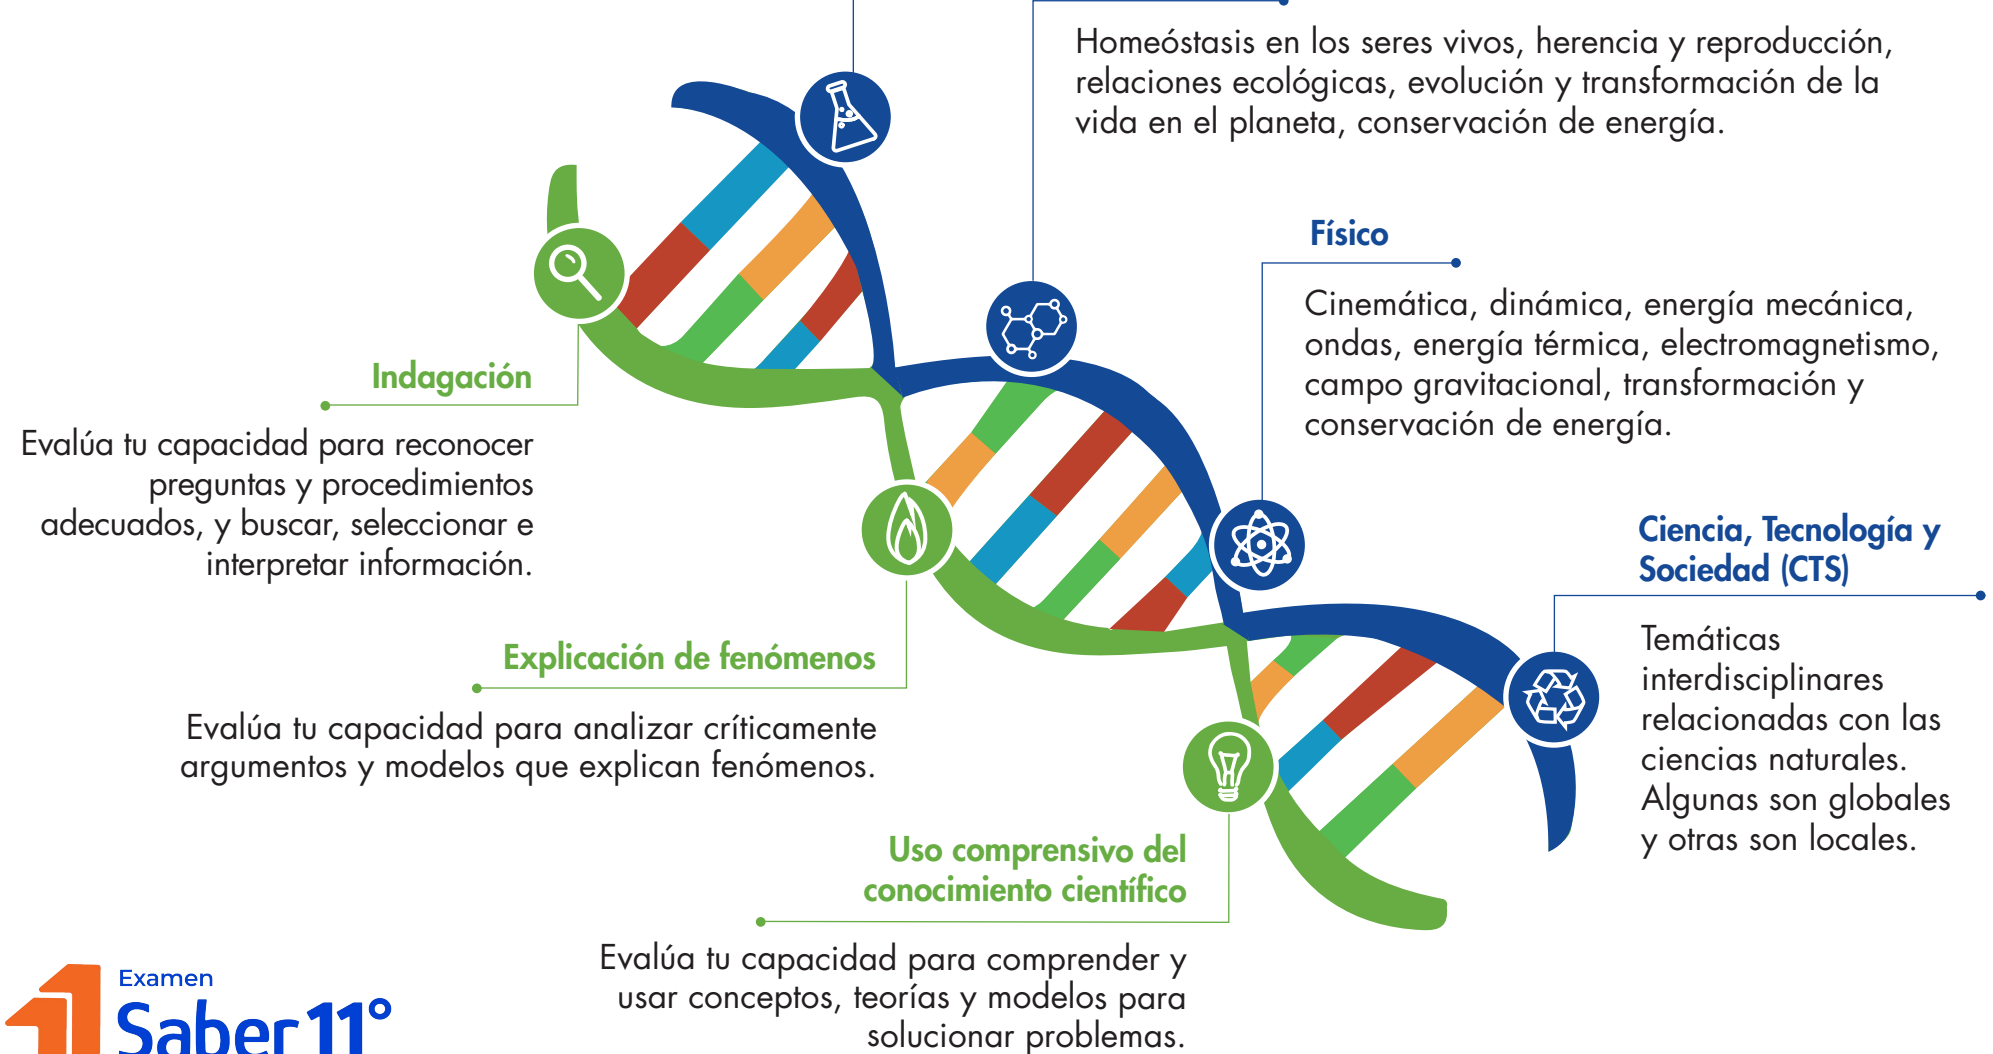 Homeóstasis en los seres vivos, herencia y reproducción,
relaciones ecológicas, evolución y transformación de la
vida en el planeta, conservación de energía.
Físico
Cinemática, dinámica, energía mecánica,
ondas, energía térmica, electromagnetismo,
campo gravitacional, transformación y
conservación de energía.
Indagación
Evalúa tu capacidad para reconocer
preguntas y procedimientos
adecuados, y buscar, seleccionar e
interpretar información.
Ciencia, Tecnología y
Sociedad (CTS)
Temáticas
interdisciplinares
relacionadas con las
ciencias naturales.
Algunas son globales
y otras son locales.
Explicación de fenómenos
Evalúa tu capacidad para analizar críticamente
argumentos y modelos que explican fenómenos.
Uso comprensivo del
conocimiento científico
Evalúa tu capacidad para comprender y
usar conceptos, teorías y modelos para
solucionar problemas.
Examen
Saber 11°